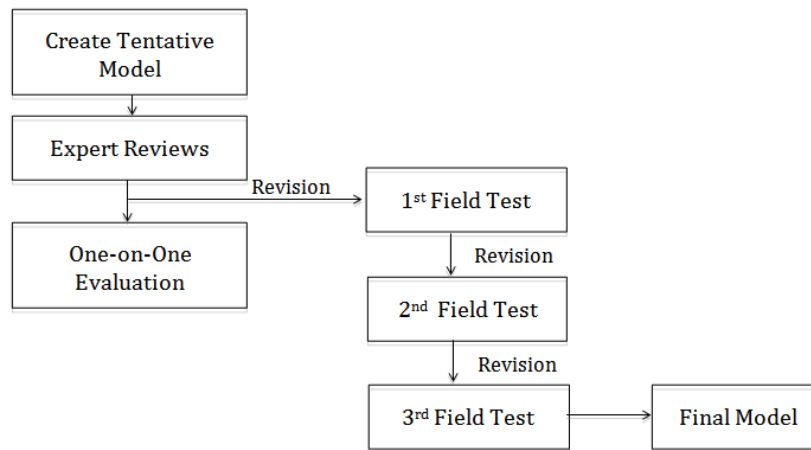 Create Tentative
Model
Expert Reviews
Revision
1st Field Test
One-on-One
Evaluation
Revision
2nd Field Test
Revision
3rd Field Test
Final Model